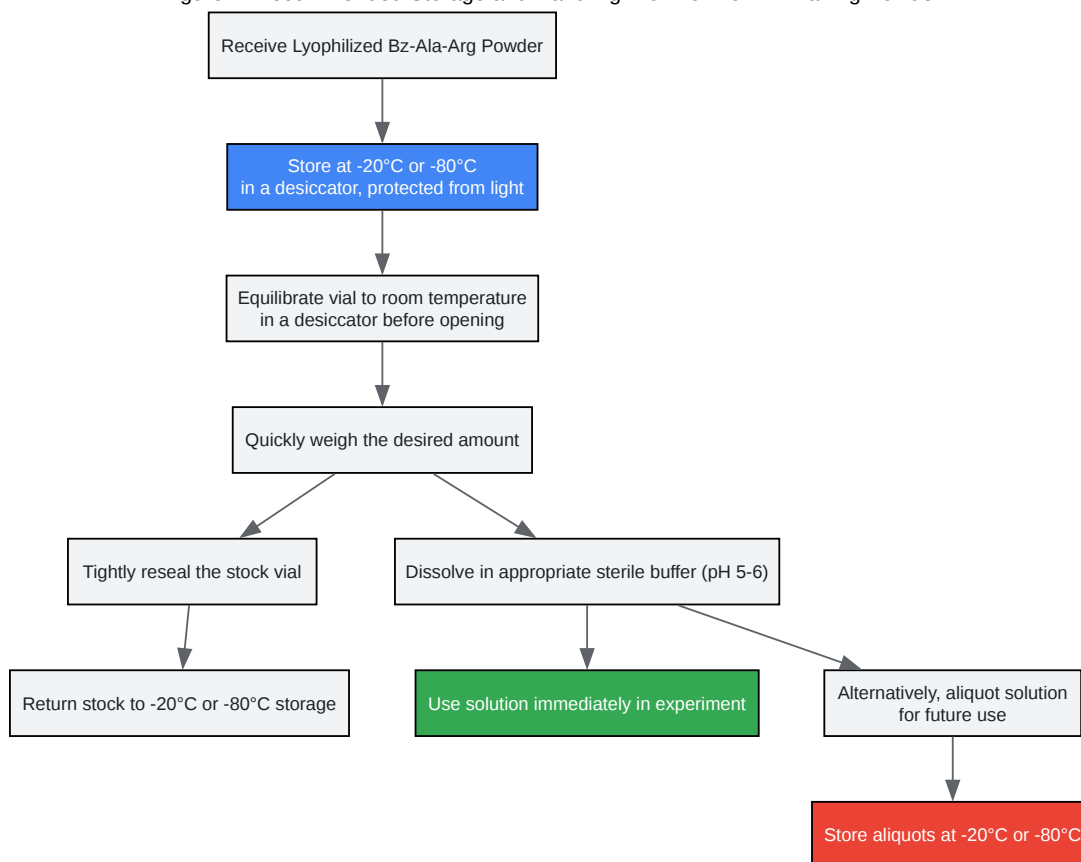 Receive Lyophilized Bz-Ala-Arg Powder
Store at -20°C or -80°C
in a desiccator, protected from light
Equilibrate vial to room temperature
in a desiccator before opening
Quickly weigh the desired amount
Tightly reseal the stock vial
Dissolve in appropriate sterile buffer (pH 5-6)
Return stock to -20°C or -80°C storage
Use solution immediately in experiment
Alternatively, aliquot solution
for future use
Store aliquots at -20°C or -80°C